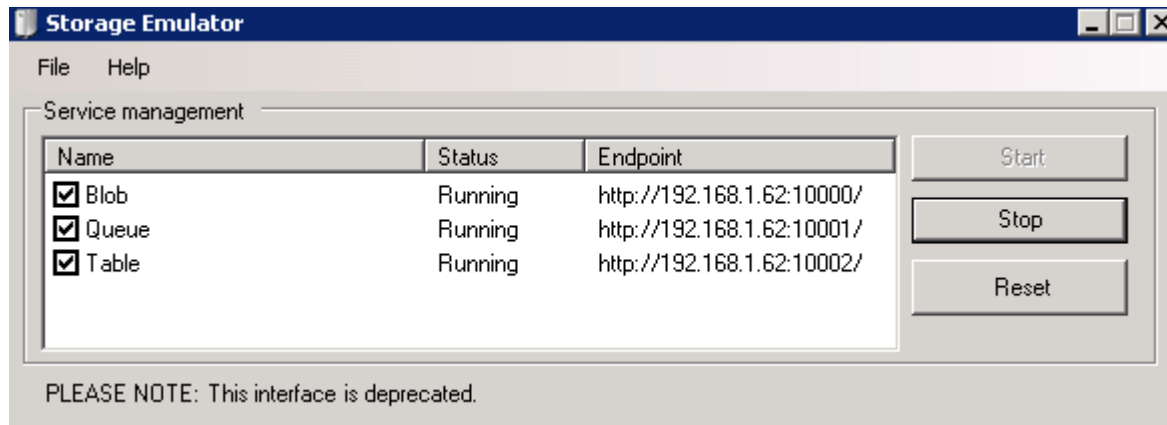 Storage Emulator
File Help
Service management
Name Status Endpoint
Blob Running http://192.168.1.62:10000/
Queue Running http://192.168.1.62:10001/
Table Running http://192.168.1.62:10002/
Start
Stop
Reset
PLEASE NOTE: This interface is deprecated.